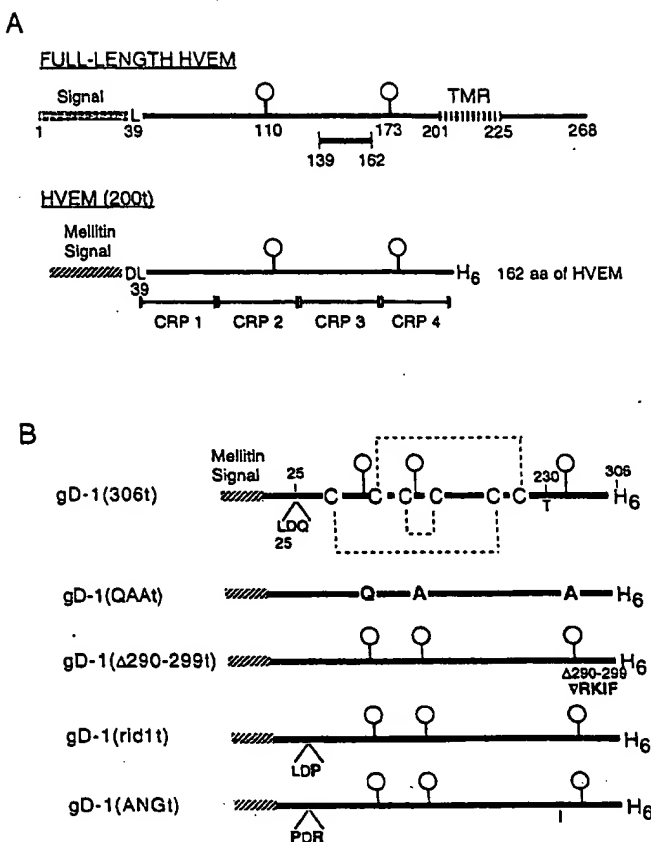 A
FULL-LENGTH HVEM
Signal
TMR
L
1
39
110
173
201
225
268
139
162
HVEM (200t)
Mellitin
Signal
DL
H6
162 aa of HVEM
39
CRP 1
CRP 2
CRP 3
CRP 4
B
Mellitin
Signal
25
230
306
gD-1(306t)
C
C
C
C
C
C
T
H6
LDQ
25
gD-1(QAAt)
Q
A
A
H6
gD-1(Δ290-299t)
H6
Δ290-299
∇RKIF
gD-1(rid1t)
H6
LDP
gD-1(ANGt)
H6
PDR
I